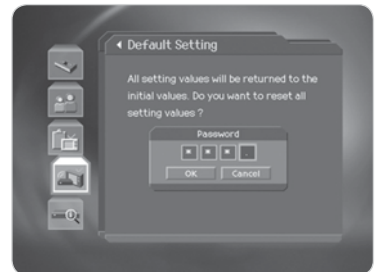 Default Setting
All setting values will be returned to the
initial values. Do you want to reset all
setting values ?
Password
* * * .
OK Cancel